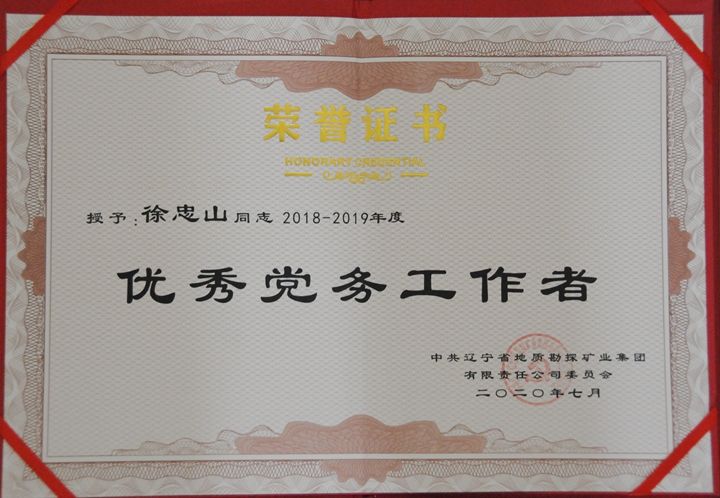 荣誉证书
HONORARY CREDENTIAL
授予:徐忠山同志 2018-2019年度
优秀党务工作者
中共辽宁省地质勘探矿业集团
有限责任公司委员会
二〇二〇年七月